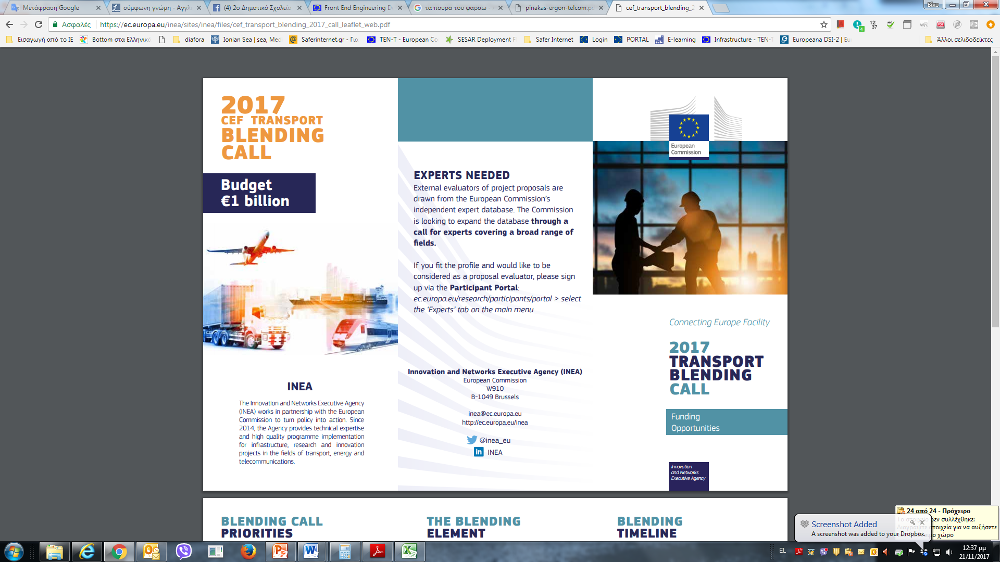 Μετάφραση Google
σύμφωνη γνώμη - Αγγλ
(4) 2ο Δημοτικό Σχολείο
Front End Engineering D
τα πουρα του φαραω -
pinakas-ergon-telcom.po
cef_transport_blending_2
Biku
Ασφαλές
https://ec.europa.eu/inea/sites/inea/files/cef_transport_blending_2017_call_leaflet_web.pdf
Εισαγωγή από το IE
Bottom στα Ελληνικ
diafora
Ionian Sea | sea, Med
Saferinternet.gr - Για
TEN-T - European Co
SESAR Deployment F
Safer Internet
Login
PORTAL
E-learning
Infrastructure - TEN-T
Europeana DSI-2 | Eu
Άλλοι σελιδοδείκτες
2017
CEF TRANSPORT
BLENDING
CALL
Budget
€1 billion
INEA
The Innovation and Networks Executive Agency
(INEA) works in partnership with the European
Commission to turn policy into action. Since
2014, the Agency provides technical expertise
and high quality programme implementation
for infrastructure, research and innovation
projects in the fields of transport, energy and
telecommunications.
EXPERTS NEEDED
External evaluators of project proposals are
drawn from the European Commission's
independent expert database. The Commission
is looking to expand the database through a
call for experts covering a broad range of
fields.
If you fit the profile and would like to be
considered as a proposal evaluator, please sign
up via the Participant Portal:
ec.europa.eu/research/participants/portal > select
the ‘Experts’ tab on the main menu
Innovation and Networks Executive Agency (INEA)
European Commission
W910
B-1049 Brussels
inea@ec.europa.eu
http://ec.europa.eu/inea
@inea_eu
INEA
European
Commission
Connecting Europe Facility
2017
TRANSPORT
BLENDING
CALL
Funding
Opportunities
Innovation
and Networks
Executive Agency
BLENDING CALL
PRIORITIES
THE BLENDING
ELEMENT
BLENDING
TIMELINE
24 από 24 - Πρόχειρο
δεν συλλέχθηκε:
στοιχεία για να αυξήσετε
χώρο
Screenshot Added
A screenshot was added to your Dropbox.
EL
12:37 μμ
21/11/2017